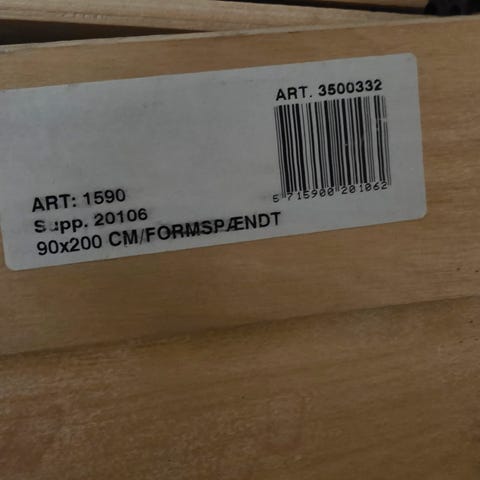 ART. 3500332
5 715900 201062
ART: 1590
Supp. 20106
90x200 CM/FORMSPÆNDT